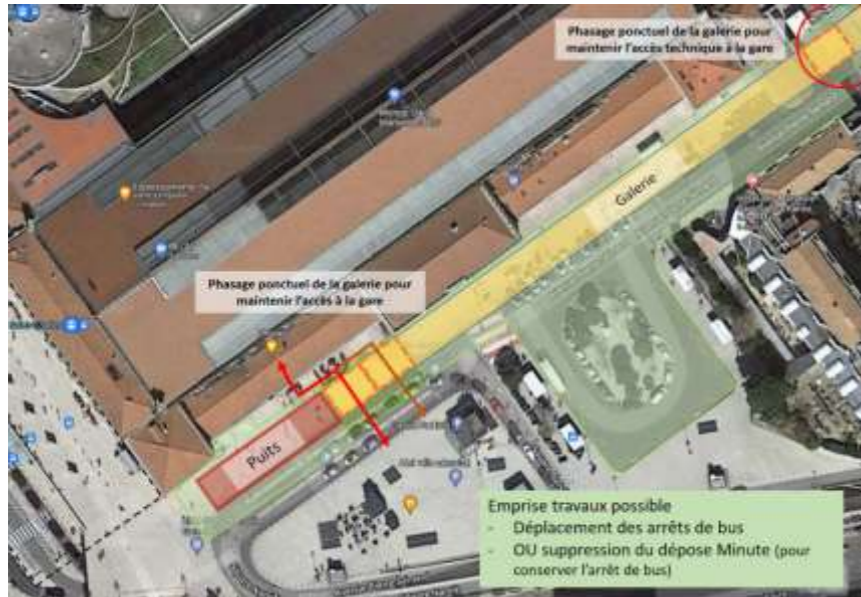 Phasage ponctuel de la galerie pour
maintenir l'accès technique à la gare
Galerie
Phasage ponctuel de la galerie pour
maintenir l'accès à la gare
Puits
Emprise travaux possible
- Déplacement des arrêts de bus
- OU suppression du dépose Minute (pour
conserver l'arrêt de bus)